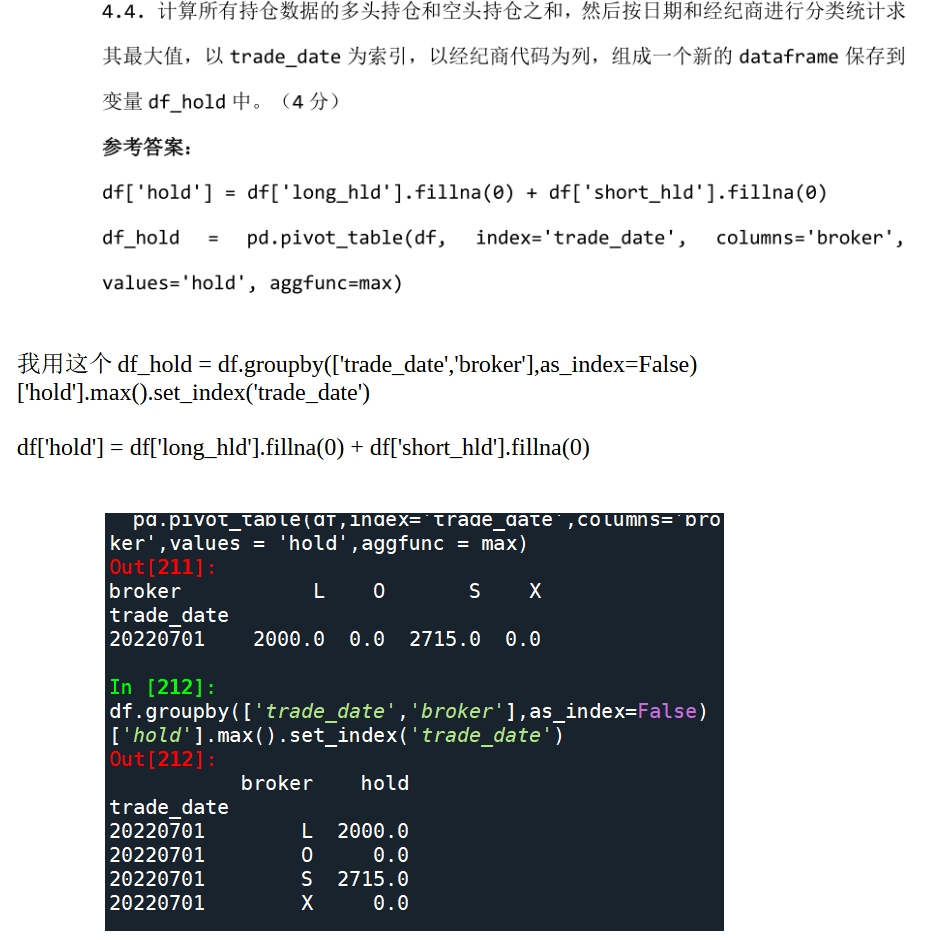 4.4. 计算所有持仓数据的多头持仓和空头持仓之和，然后按日期和经纪商进行分类统计求
其最大值，以 trade_date 为索引，以经纪商代码为列，组成一个新的 dataframe 保存到
变量 df_hold 中。（4 分）
参考答案：
df['hold'] = df['long_hld'].fillna(0) + df['short_hld'].fillna(0)
df_hold = pd.pivot_table(df, index='trade_date', columns='broker',
values='hold', aggfunc=max)
我用这个 df_hold = df.groupby(['trade_date','broker'],as_index=False)
['hold'].max().set_index('trade_date')
df['hold'] = df['long_hld'].fillna(0) + df['short_hld'].fillna(0)
pd.pivot_table(df,index='trade_date',columns='bro
ker',values = 'hold',aggfunc = max)
Out[211]:
broker L O S X
trade_date
20220701 2000.0 0.0 2715.0 0.0
In [212]:
df.groupby(['trade_date','broker'],as_index=False)
['hold'].max().set_index('trade_date')
Out[212]:
broker hold
trade_date
20220701 L 2000.0
20220701 O 0.0
20220701 S 2715.0
20220701 X 0.0